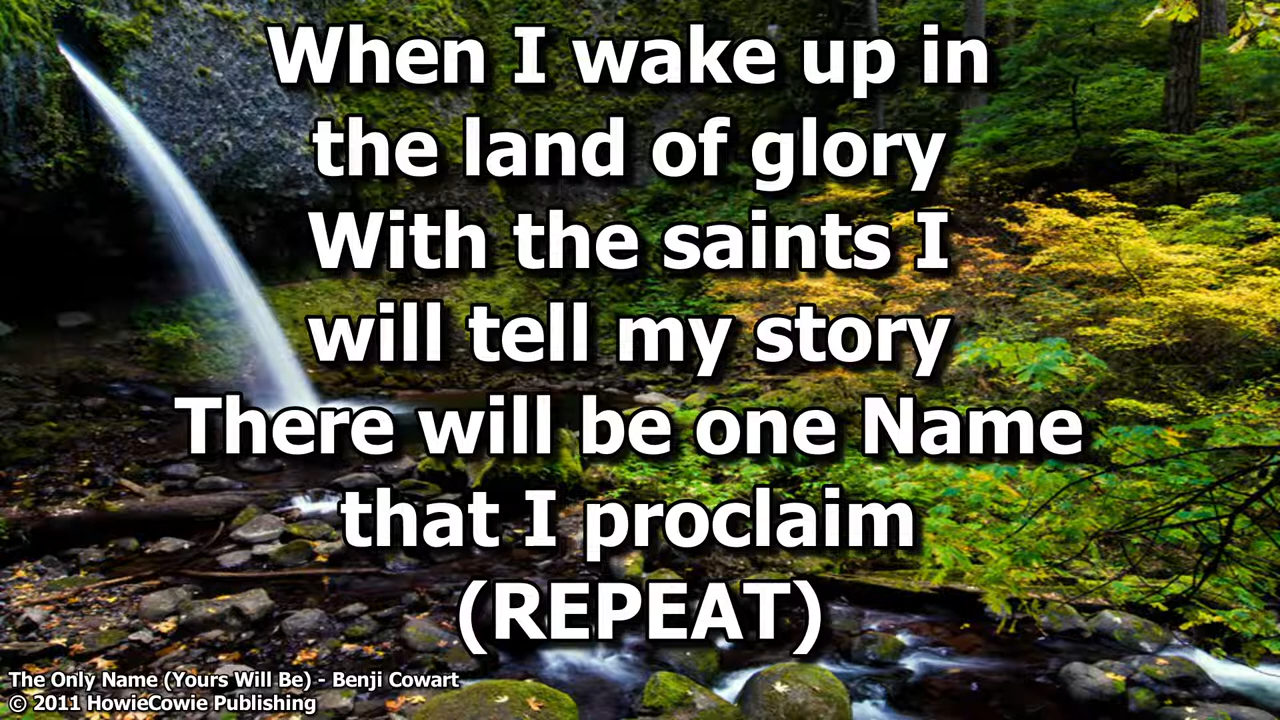 When I wake up in
the land of glory
With the saints I
will tell my story
There will be one Name
that I proclaim
(REPEAT)
The Only Name (Yours Will Be) - Benji Cowart
© 2011 HowieCowie Publishing